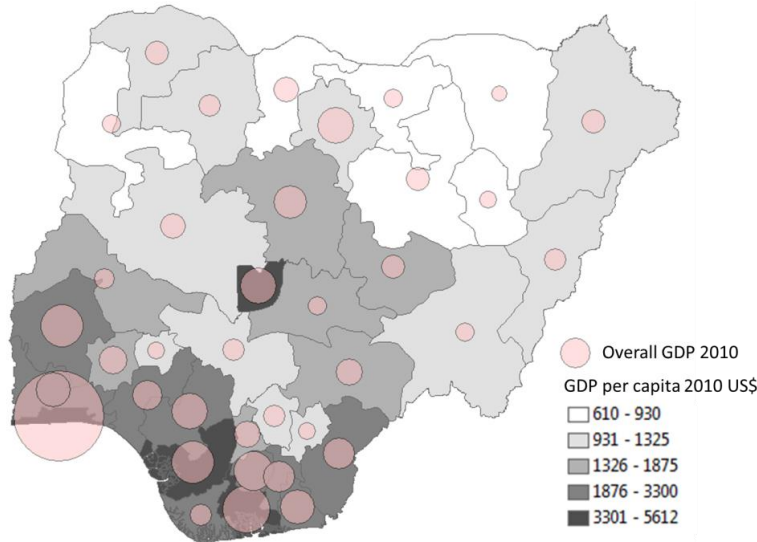 Overall GDP 2010
GDP per capita 2010 US$
610 - 930
931 - 1325
1326 - 1875
1876 - 3300
3301 - 5612